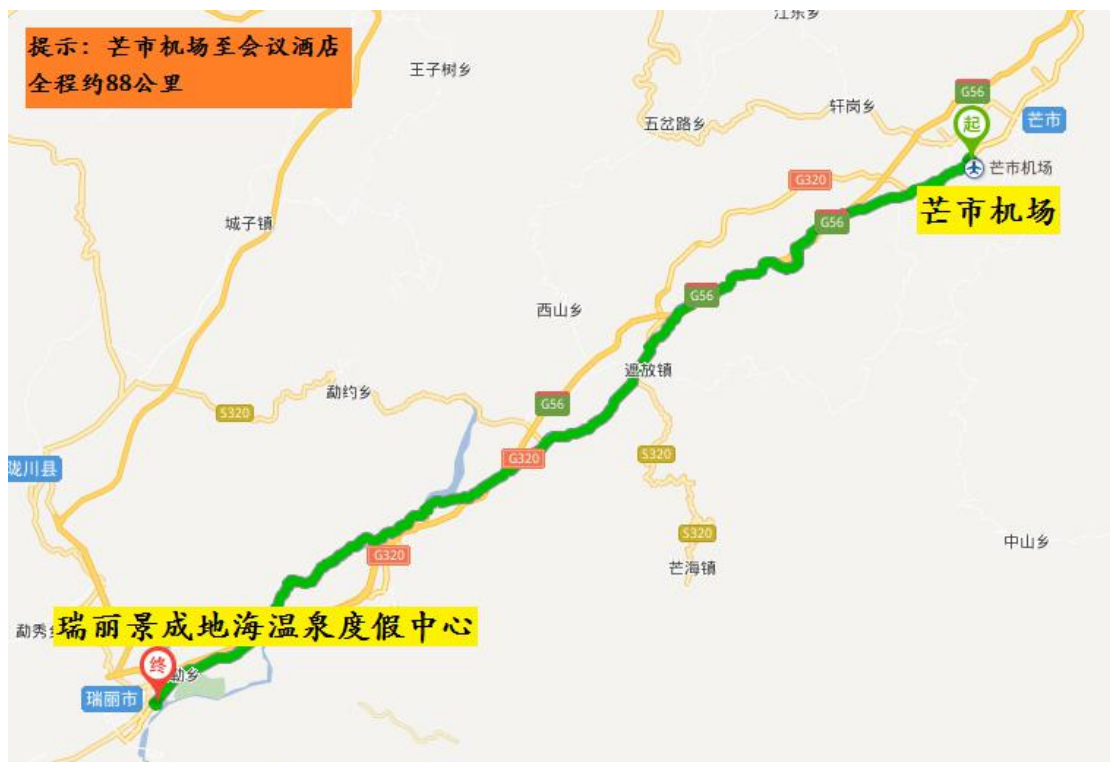 提示：芒市机场至会议酒店
全程约88公里
江东乡
王子树乡
G56
轩岗乡
五岔路乡
起
芒市
芒市机场
G320
芒市机场
G56
城子镇
G56
西山乡
遮放镇
勐约乡
G56
S320
S320
G320
陇川县
S320
中山乡
G320
芒海镇
瑞丽景成地海温泉度假中心
勐秀
终
勒乡
瑞丽市